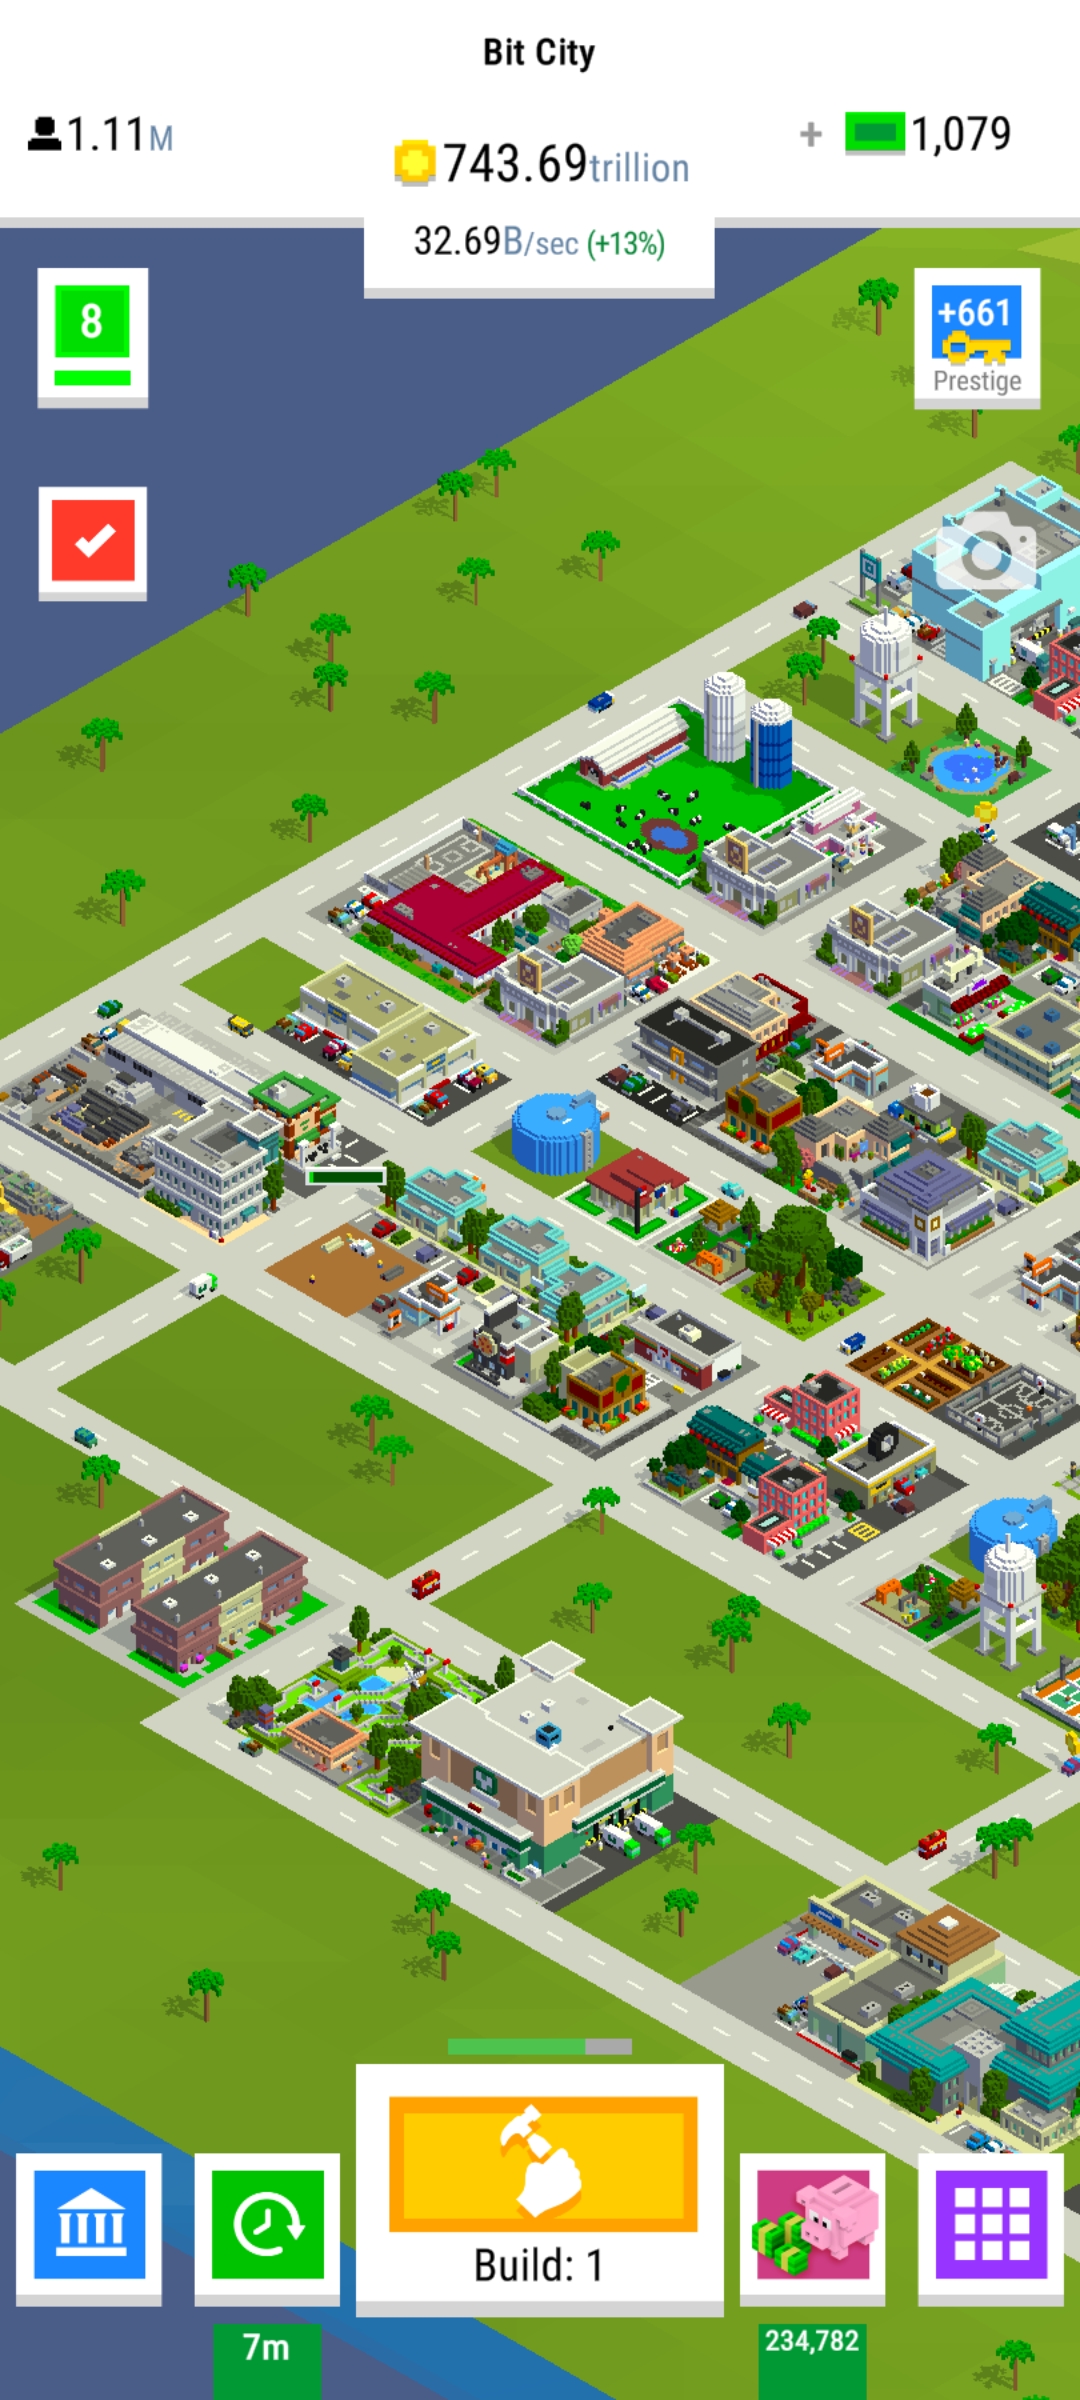 Bit City
1.11M
743.69trillion
+ 1,079
32.69B/sec (+13%)
8
+661
Prestige
Build: 1
7m
234,782